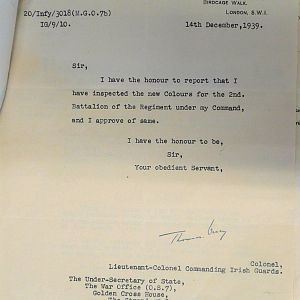 BIRDCAGE WALK.
LONDON, S.W.1.
20/Infy/3018(M.G.O.7b)
IG/9/10.
14th December, 1939.
Sir,
I have the honour to report that I
have inspected the new Colours for the 2nd.
Battalion of the Regiment under my Command,
and I approve of same.
I have the honour to be,
Sir,
Your obedient Servant,
Colonel,
Lieutenant-Colonel Commanding Irish Guards.
The Under-Secretary of State,
The War Office (O.S.7),
Golden Cross House,